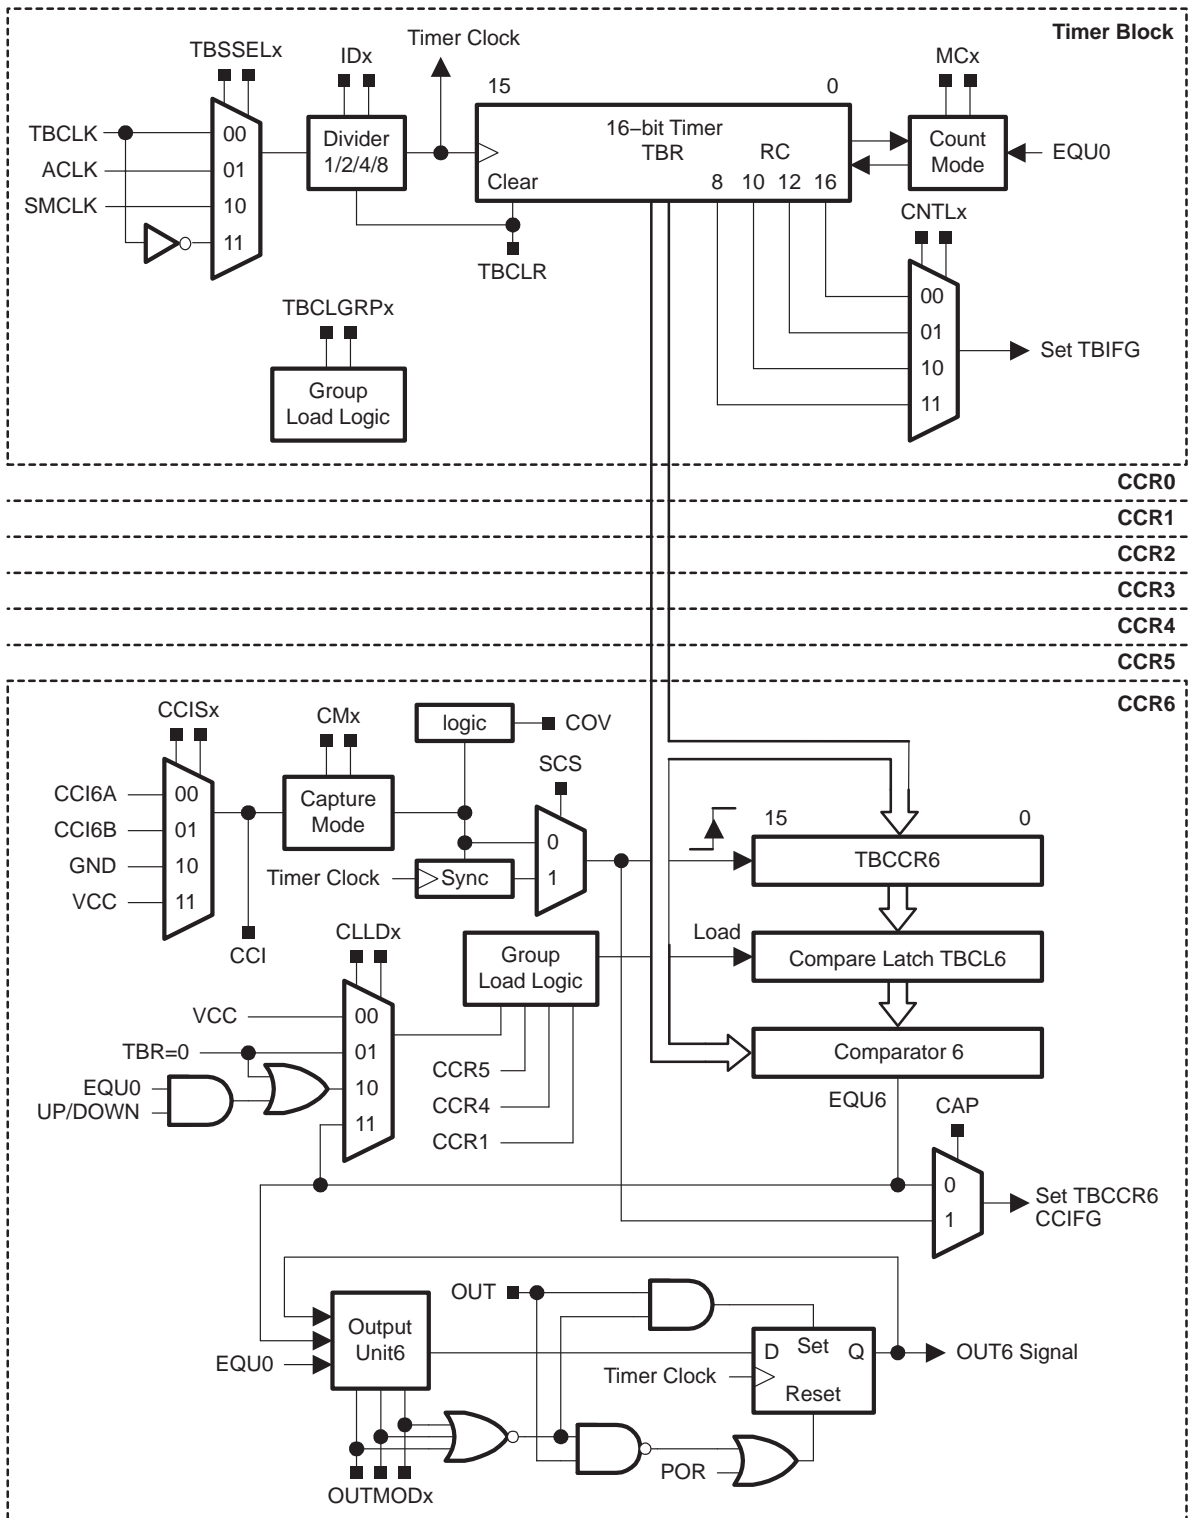 Timer Block
Timer Clock
TBSSELx
IDx
MCx
15
0
TBCLK
ACLK
SMCLK
00
01
10
11
Divider
1/2/4/8
16−bit Timer
TBR
RC
Clear
8
10
12
16
Count
Mode
EQU0
TBCLR
CNTLx
00
01
10
11
Set TBIFG
TBCLGRPx
Group
Load Logic
CCR0
CCR1
CCR2
CCR3
CCR4
CCR5
CCR6
CCISx
CMx
logic
COV
SCS
CCI6A
CCI6B
GND
VCC
00
01
10
11
Capture
Mode
Timer Clock
Sync
0
1
CCI
15
0
TBCCR6
Load
Compare Latch TBCL6
Comparator 6
EQU6
CLLDx
Group
Load Logic
VCC
TBR=0
EQU0
UP/DOWN
00
01
10
11
CCR5
CCR4
CCR1
CAP
0
1
Set TBCCR6
CCIFG
OUT
Output
Unit6
EQU0
D
Set
Q
Timer Clock
Reset
OUT6 Signal
POR
OUTMODx